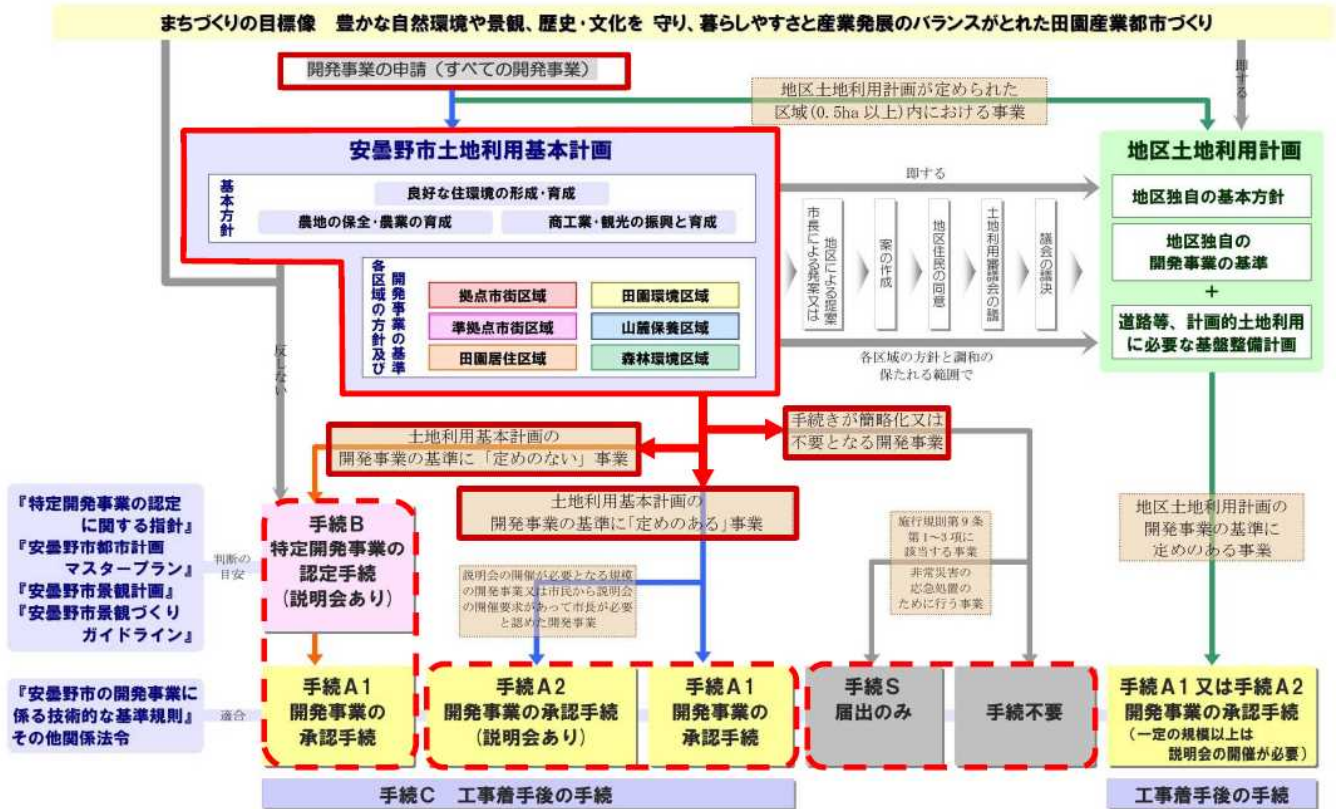 まちづくりの目標像　豊かな自然環境や景観、歴史・文化を 守り、暮らしやすさと産業発展のバランスがとれた田園産業都市づくり
開発事業の申請（すべての開発事業）
地区土地利用計画が定められた
区域(0.5ha 以上)内における事業
即する
安曇野市土地利用基本計画
基本方針
良好な住環境の形成・育成
農地の保全・農業の育成
商工業・観光の振興と育成
各区域の方針及び
開発事業の基準
拠点市街区域
田園環境区域
準拠点市街区域
山麓保養区域
田園居住区域
森林環境区域
即する
地区による提案
市長による発案又は
案の作成
地区住民の同意
土地利用審議会の議
議会の議決
各区域の方針と調和の
保たれる範囲で
地区土地利用計画
地区独自の基本方針
地区独自の
開発事業の基準
+
道路等、計画的土地利用
に必要な基盤整備計画
反しない
土地利用基本計画の
開発事業の基準に「定めのない」事業
手続きが簡略化又は
不要となる開発事業
土地利用基本計画の
開発事業の基準に「定めのある」事業
『特定開発事業の認定
に関する指針』
『安曇野市都市計画
マスタープラン』
『安曇野市景観計画』
『安曇野市景観づくり
ガイドライン』
判断の
目安
手続B
特定開発事業の
認定手続
(説明会あり)
説明会の開催が必要となる規模
の開発事業又は市民から説明会
の開催要求があって市長が必要
と認めた開発事業
施行規則第9条
第1~3項に
該当する事業
非常災害の
応急処置の
ために行う事業
地区土地利用計画の
開発事業の基準に
定めのある事業
『安曇野市の開発事業に
係る技術的な基準規則』
その他関係法令
適合
手続A1
開発事業の
承認手続
手続A2
開発事業の承認手続
(説明会あり)
手続A1
開発事業の
承認手続
手続S
届出のみ
手続不要
手続A1 又は手続A2
開発事業の承認手続
(一定の規模以上は
説明会の開催が必要)
手続C　工事着手後の手続
工事着手後の手続